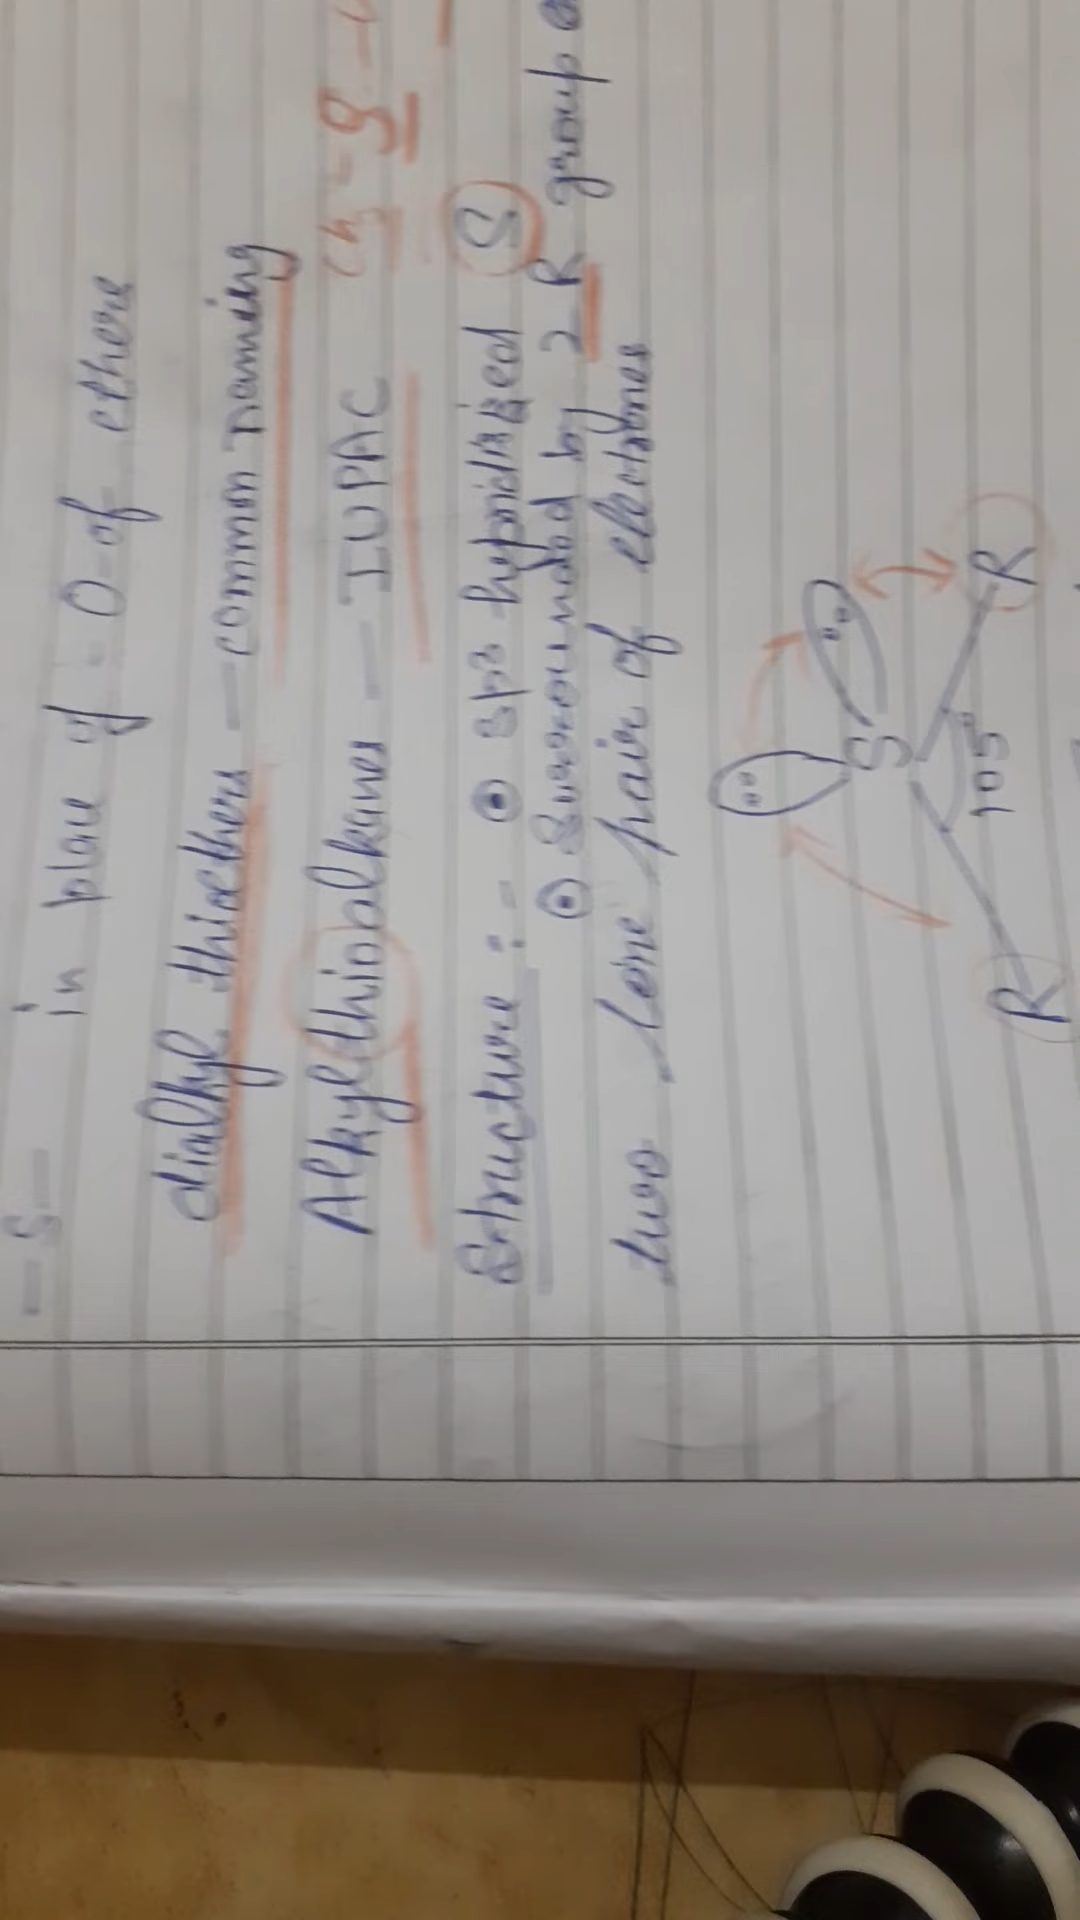 —S— in place of -O- of ethers
dialkyl thioethers — common naming
Alkylthioalkanes — IUPAC CH3 - S -
Structure :- ⊙ sp3 hybridized S
⊙ Surrounded by 2 R group
two lone pair of electrons
S
R 105° R